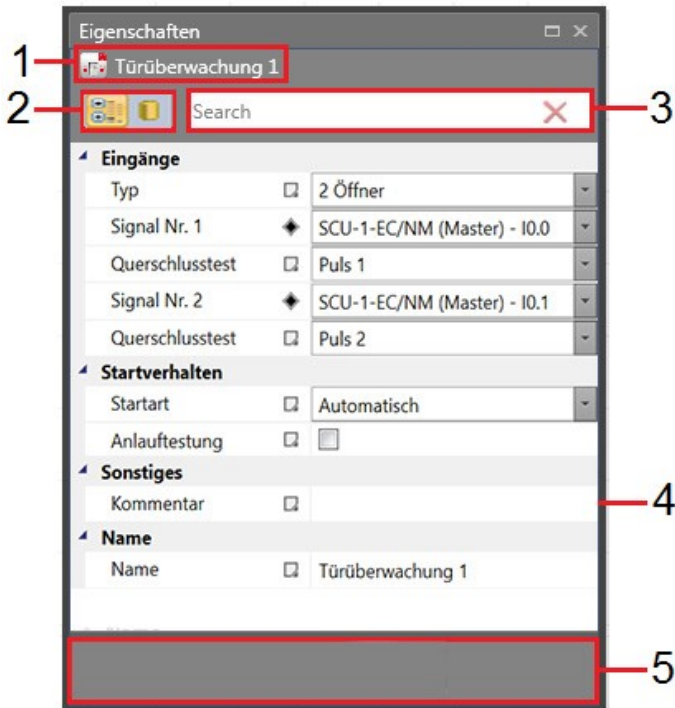 Eigenschaften
1 Türüberwachung 1
2 Search 3
Eingänge
Typ 2 Öffner
Signal Nr. 1 SCU-1-EC/NM (Master) - I0.0
Querschlusstest Puls 1
Signal Nr. 2 SCU-1-EC/NM (Master) - I0.1
Querschlusstest Puls 2
Startverhalten
Startart Automatisch
Anlauftestung
Sonstiges
Kommentar 4
Name
Name Türüberwachung 1
5